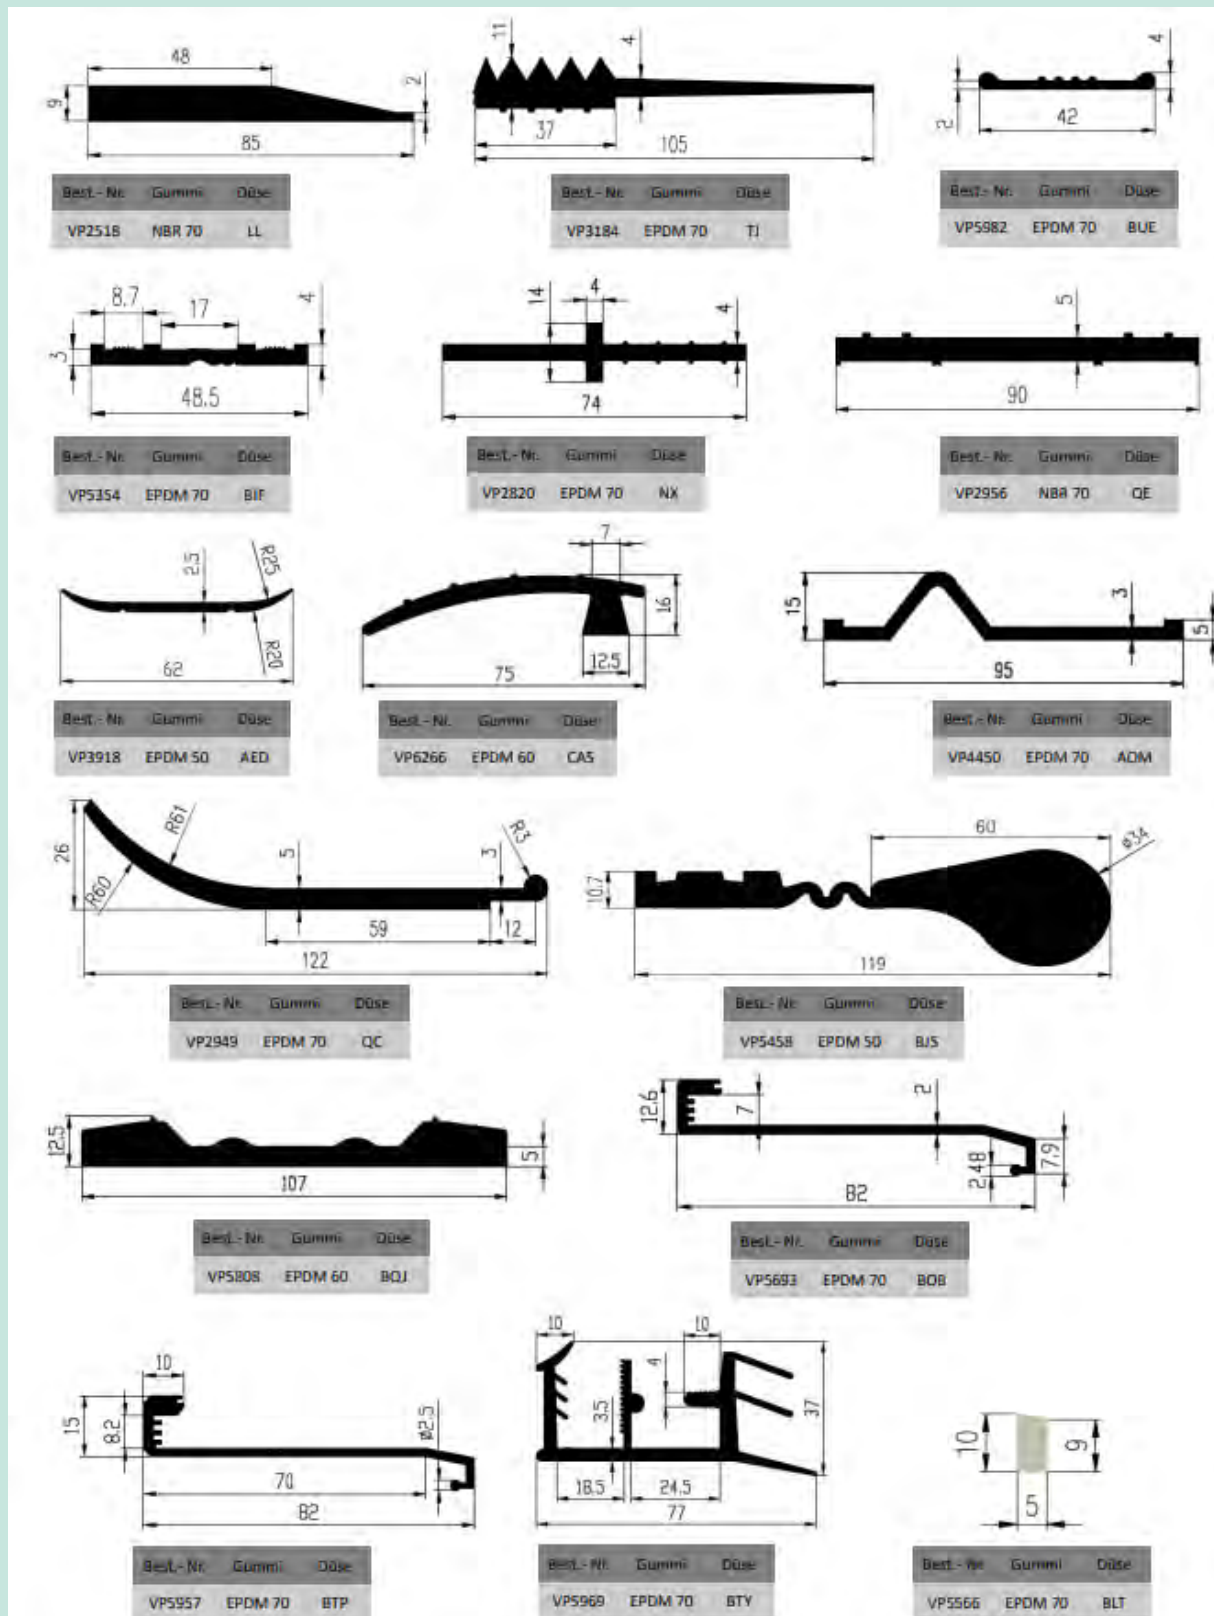 48
9
2
85
Best.- Nr. Gummi Düse
VP2518 NBR 70 LL
11
4
37
105
Best.- Nr. Gummi Düse
VP3184 EPDM 70 TJ
4
2
42
Best.- Nr. Gummi Düse
VP5982 EPDM 70 BUE
8.7
17
4
3
48.5
Best.- Nr. Gummi Düse
VP5354 EPDM 70 BIF
14
4
4
74
Best.- Nr. Gummi Düse
VP2820 EPDM 70 NX
5
90
Best.- Nr. Gummi Düse
VP2956 NBR 70 QE
2.5
R25
R20
62
Best.- Nr. Gummi Düse
VP3918 EPDM 50 AED
7
16
12.5
75
Best.- Nr. Gummi Düse
VP6266 EPDM 60 CAS
15
3
5
95
Best.- Nr. Gummi Düse
VP4450 EPDM 70 AOM
26
R61
R60
5
3
R3
59
12
122
Best.- Nr. Gummi Düse
VP2949 EPDM 70 QC
60
ø34
10.7
119
Best.- Nr. Gummi Düse
VP5458 EPDM 50 BJS
12.5
5
107
Best.- Nr. Gummi Düse
VP5808 EPDM 60 BQJ
12.6
7
2
2.48
7.9
82
Best.- Nr. Gummi Düse
VP5693 EPDM 70 BOB
10
15
8.2
ø2.5
70
82
Best.- Nr. Gummi Düse
VP5957 EPDM 70 BTP
10
10
4
3.5
37
18.5
24.5
77
Best.- Nr. Gummi Düse
VP5969 EPDM 70 BTY
10
9
5
Best.- Nr. Gummi Düse
VP5566 EPDM 70 BLT